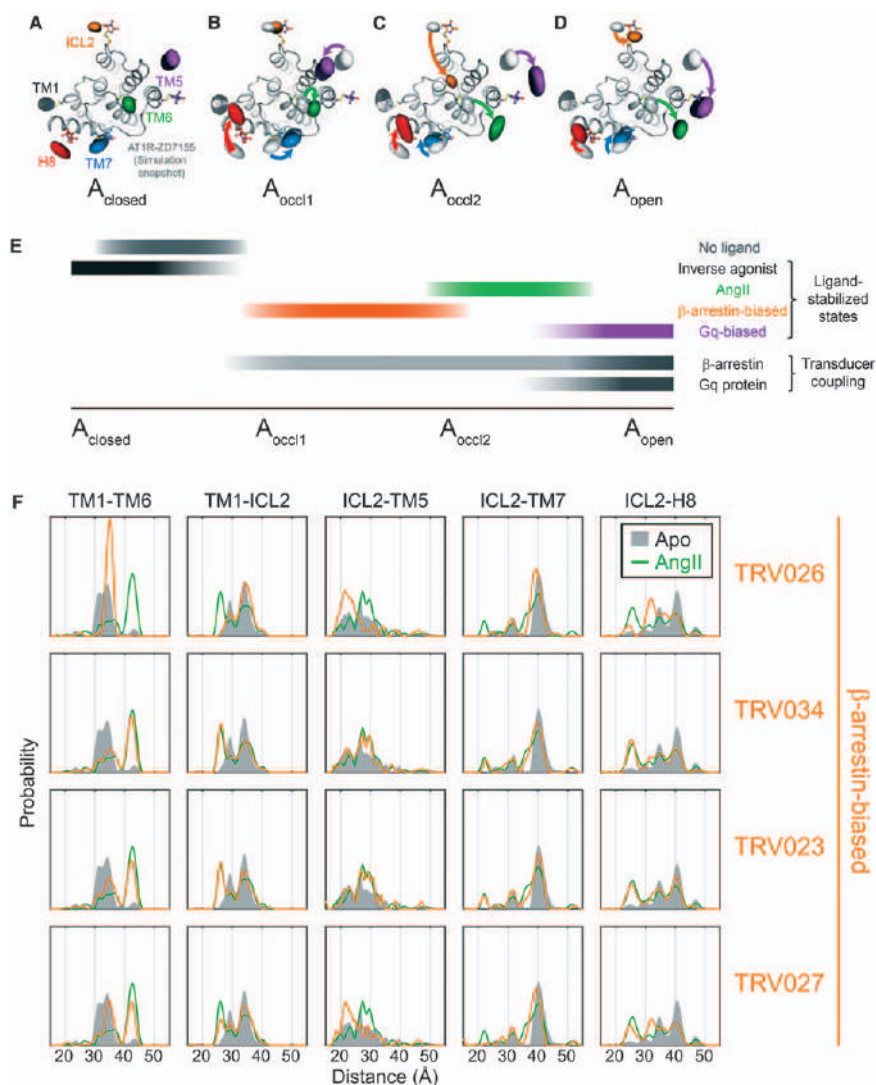 A B C D
ICL2
TM1 TM5
TM6
H8 TM7 AT1R-ZD7155
(Simulation
snapshot)
Aclosed Aoccl1 Aoccl2 Aopen
E
No ligand
Inverse agonist
AngII
β-arrestin-biased
Gq-biased
Ligand-
stabilized
states
β-arrestin
Gq protein
Transducer
coupling
Aclosed Aoccl1 Aoccl2 Aopen
F TM1-TM6 TM1-ICL2 ICL2-TM5 ICL2-TM7 ICL2-H8
Apo
AngII
TRV026
TRV034
TRV023
TRV027
β-arrestin-biased
Probability
20 30 40 50 20 30 40 50 20 30 40 50 20 30 40 50 20 30 40 50
Distance (Å)